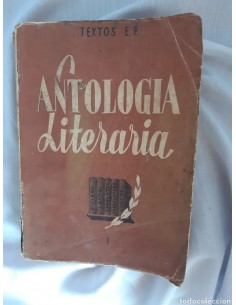 TEXTOS E.P.
ANTOLOGIA
Literaria
I
todocoleccion